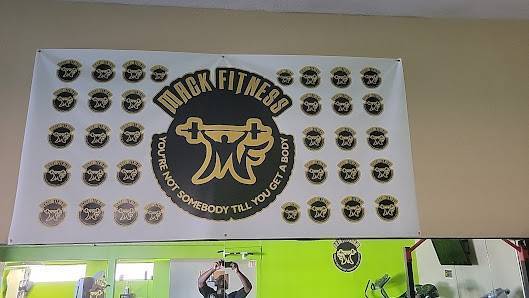 MACK FITNESS
YOU'RE NOT SOMEBODY TILL YOU GET A BODY